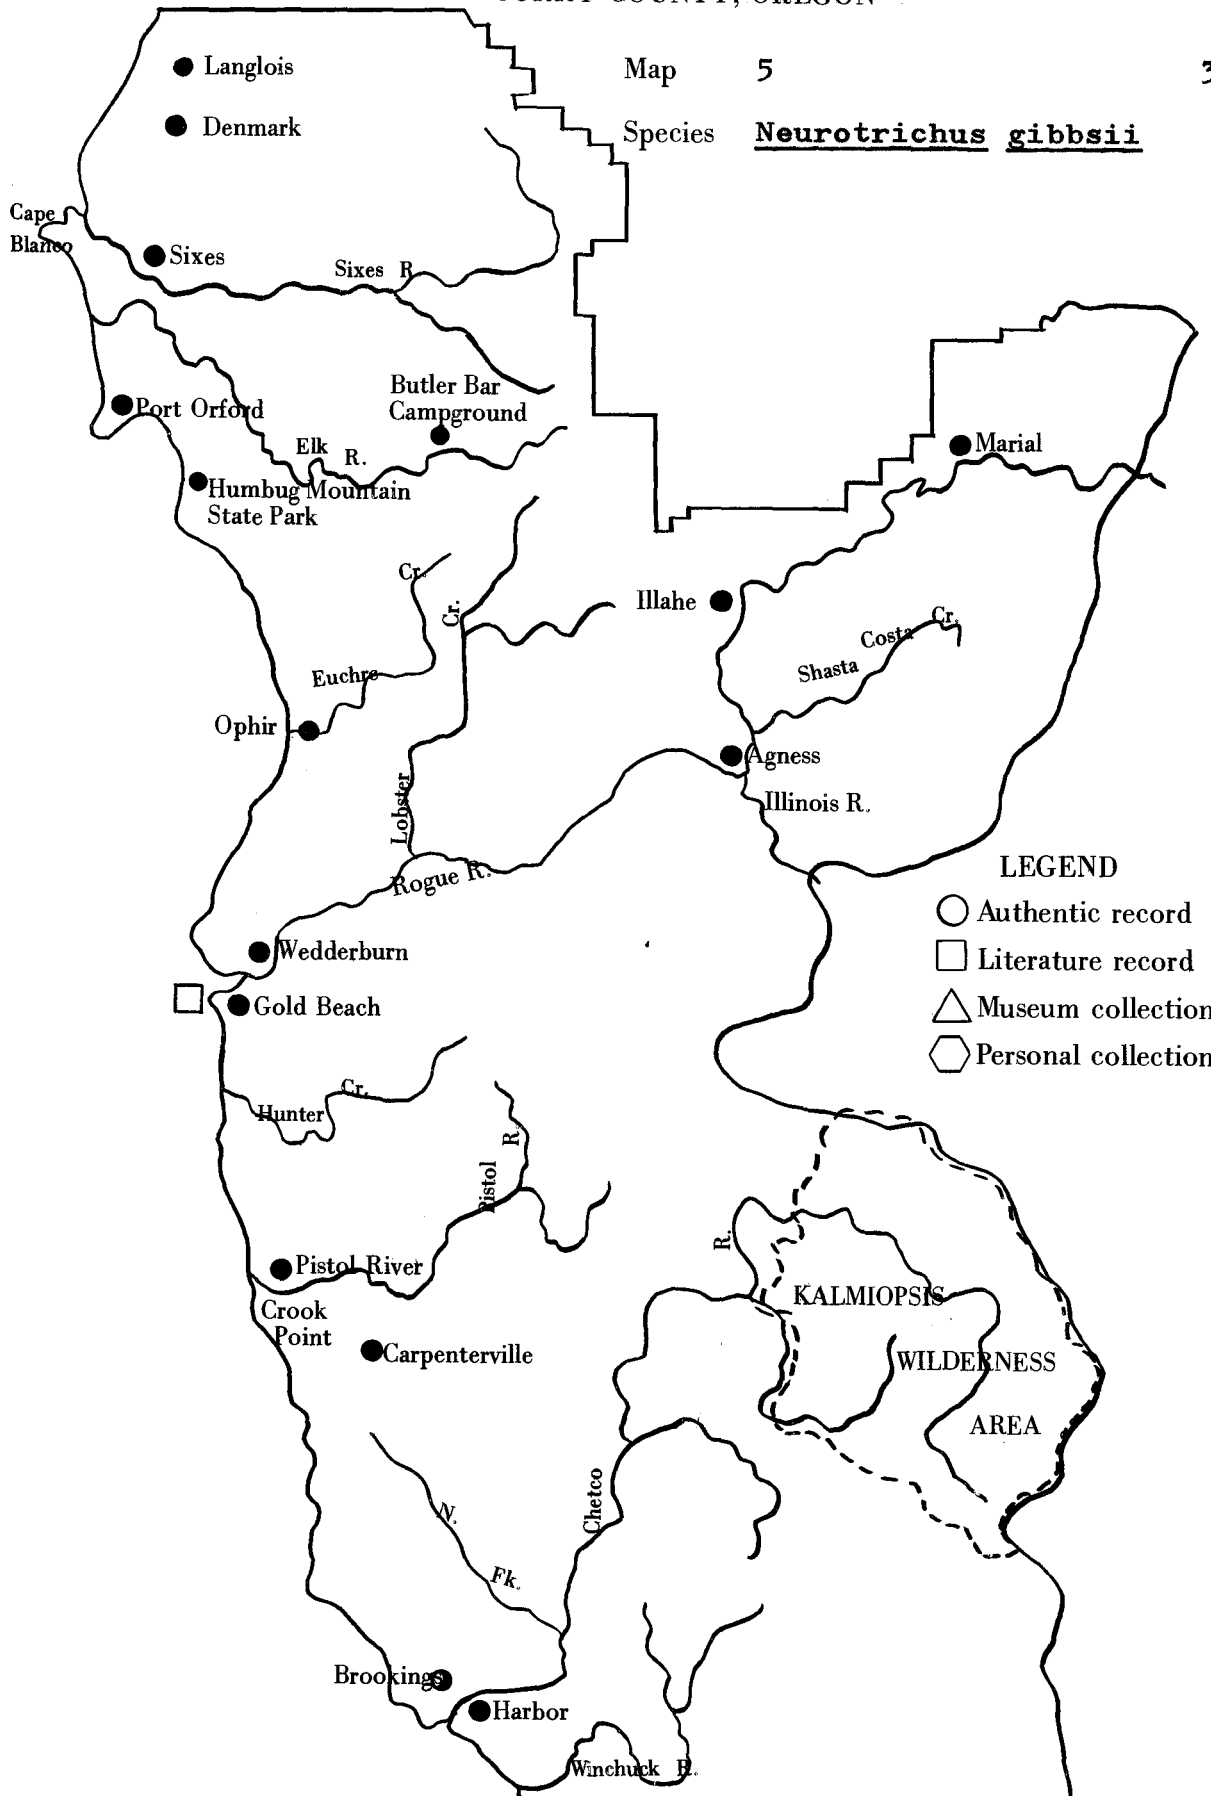 COUNTY, OREGON
Map 5
Species Neurotrichus gibbsii
Langlois
Denmark
Cape
Blanco
Sixes
Sixes R
Port Orford
Butler Bar
Campground
Elk R.
Marial
Humbug Mountain
State Park
Cr.
Cr.
Illahe
Cr.
Costa
Shasta
Euchre
Ophir
Agness
Lobster
Illinois R.
Rogue R.
LEGEND
Authentic record
Literature record
Museum collection
Personal collection
Wedderburn
Gold Beach
Cr.
Hunter
R.
Pistol
R.
Pistol River
Crook
Point
KALMIOPSIS
WILDERNESS
AREA
Carpenterville
N.
Fk.
Chetco
Brookings
Harbor
Winchuck R.